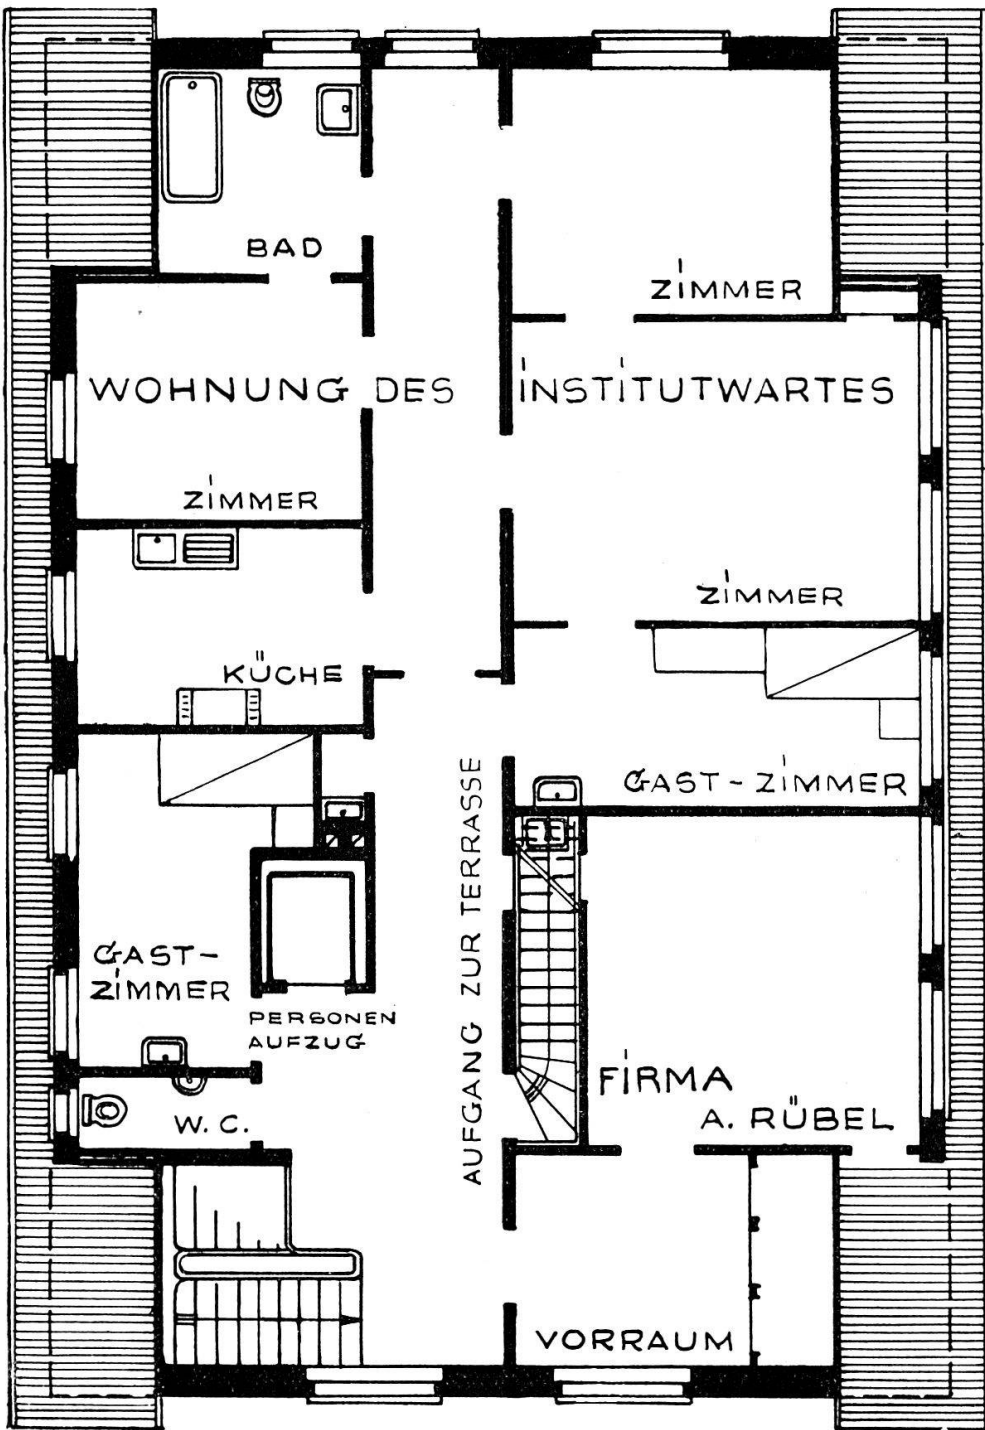 BAD
ZIMMER
WOHNUNG DES INSTITUTWARTES
ZIMMER
ZIMMER
KÜCHE
GAST-ZIMMER
AUFGANG ZUR TERRASSE
GAST-
ZIMMER
PERSONEN
AUFZUG
FIRMA
A. RÜBEL
W. C.
VORRAUM